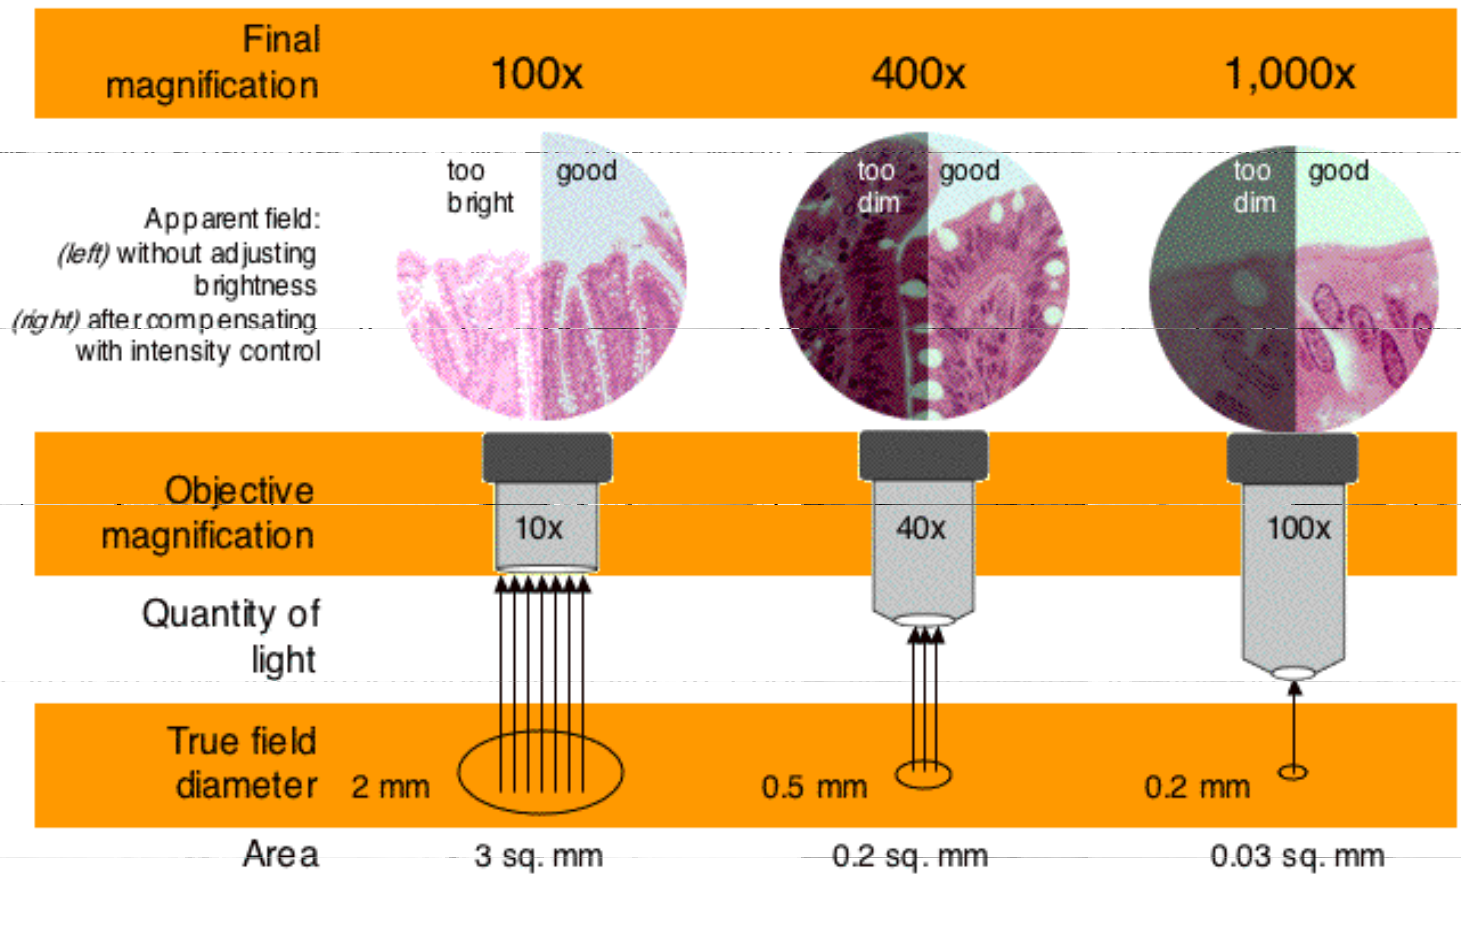 Final
magnification
100x
400x
1,000x
too
bright
good
too
dim
good
too
dim
good
Apparent field:
(left) without adjusting
brightness
(right) after compensating
with intensity control
Objective
magnification
10x
40x
100x
Quantity of
light
True field
diameter
2 mm
0.5 mm
0.2 mm
Area
3 sq. mm
0.2 sq. mm
0.03 sq. mm